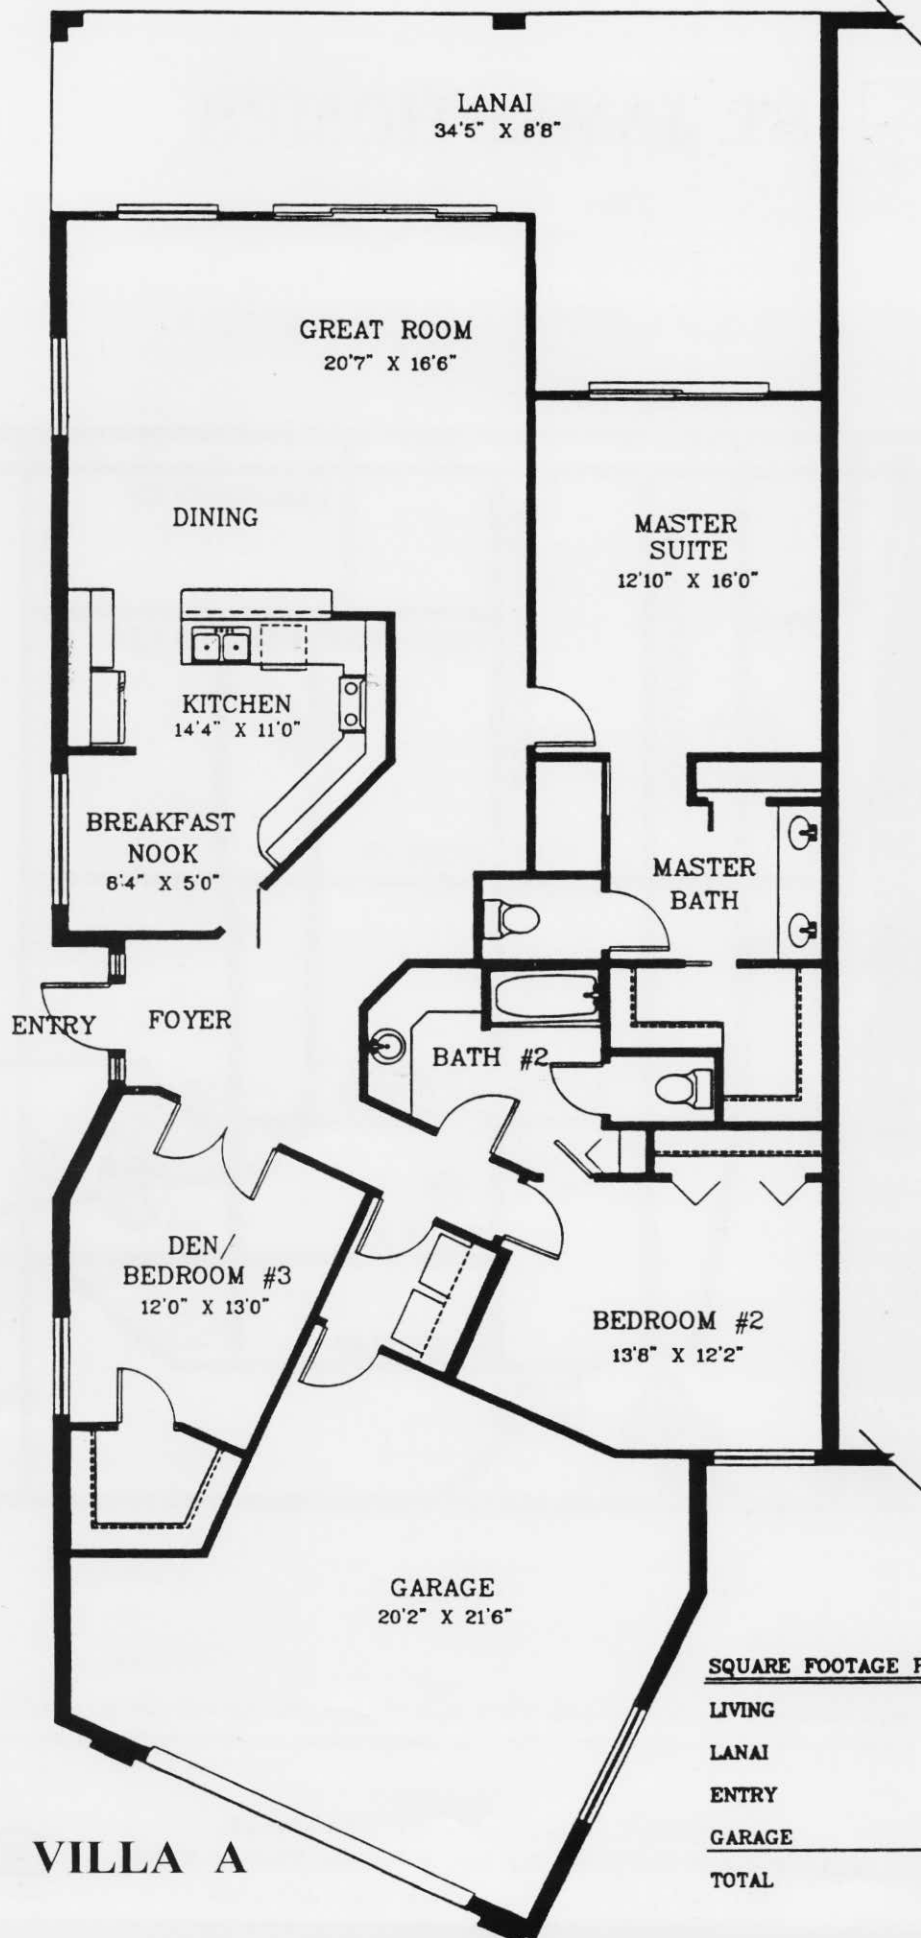 LANAI
34'5" X 8'8"
GREAT ROOM
20'7" X 16'6"
DINING
MASTER
SUITE
12'10" X 16'0"
KITCHEN
14'4" X 11'0"
BREAKFAST
NOOK
8'4" X 5'0"
MASTER
BATH
ENTRY
FOYER
BATH #2
DEN/
BEDROOM #3
12'0" X 13'0"
BEDROOM #2
13'8" X 12'2"
GARAGE
20'2" X 21'6"
SQUARE FOOTAGE
LIVING
LANAI
ENTRY
GARAGE
TOTAL
VILLA A